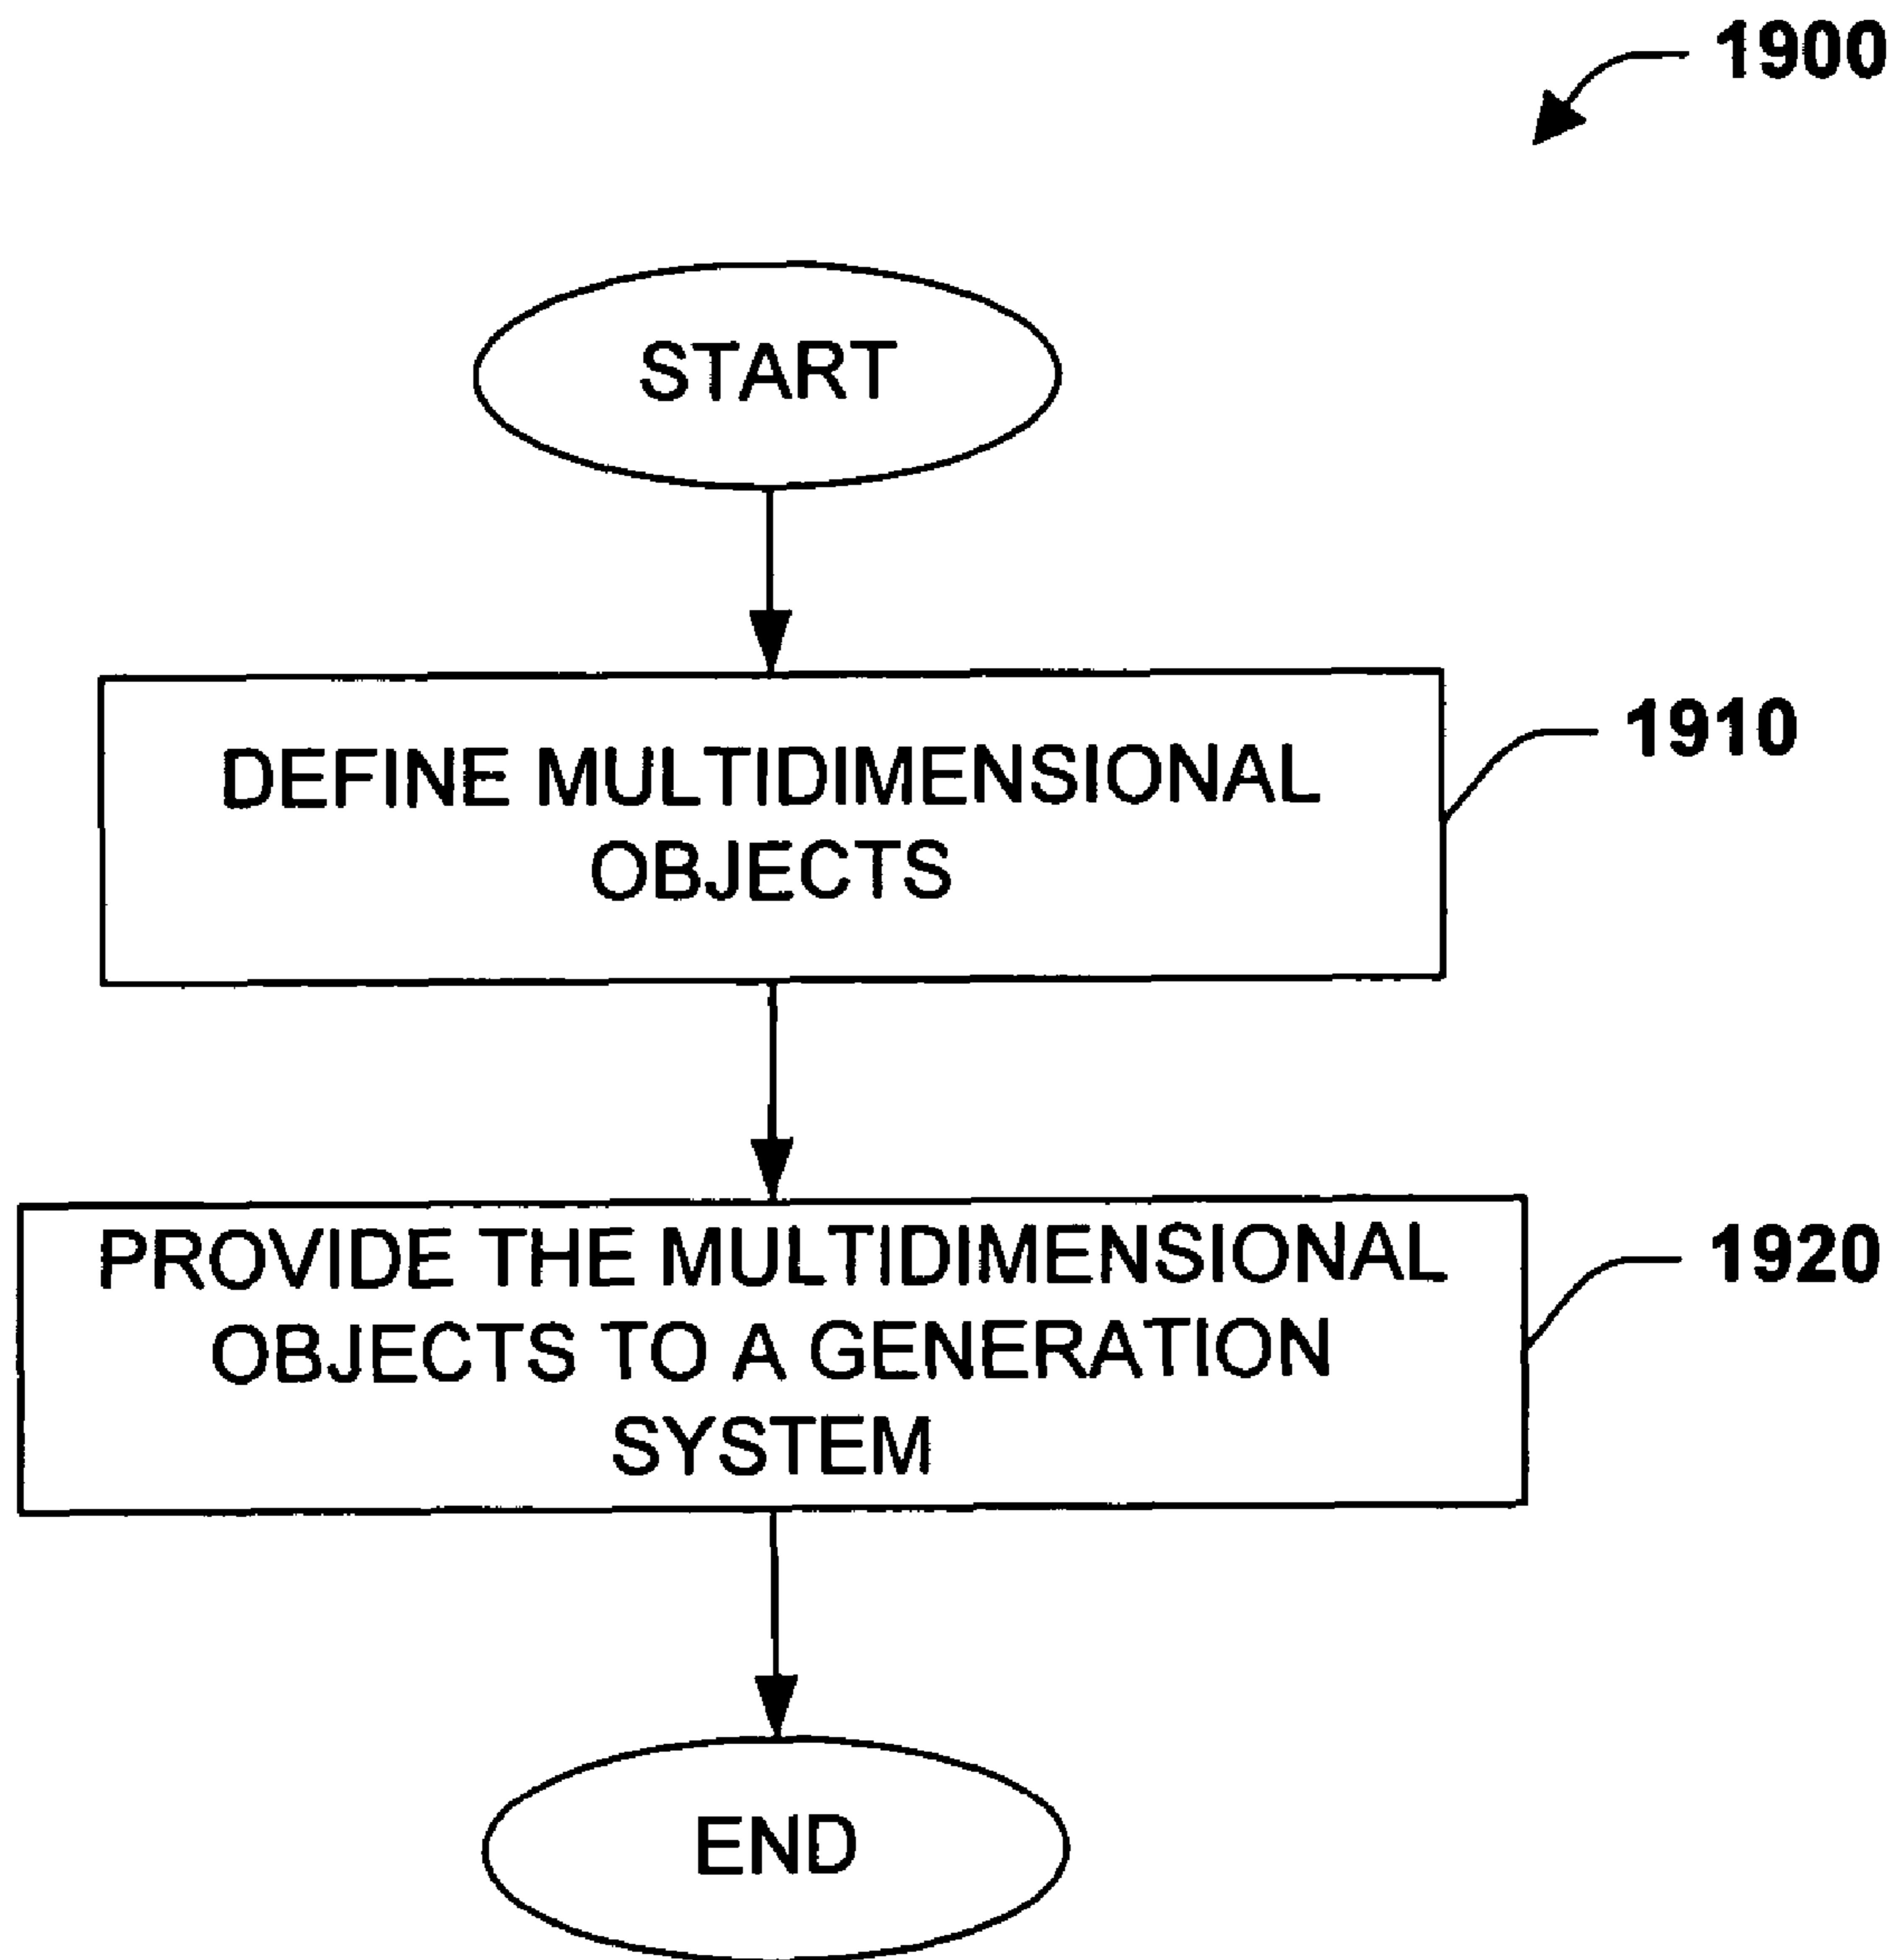 1900
START
DEFINE MULTIDIMENSIONAL
OBJECTS
1910
PROVIDE THE MULTIDIMENSIONAL
OBJECTS TO A GENERATION
SYSTEM
1920
END